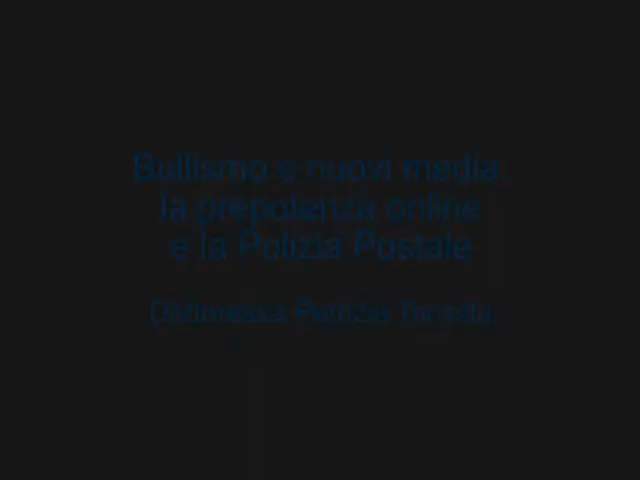 Bullismo e nuovi media
la prepotenza online
e la Polizia Postale
Dottoressa Patrizia